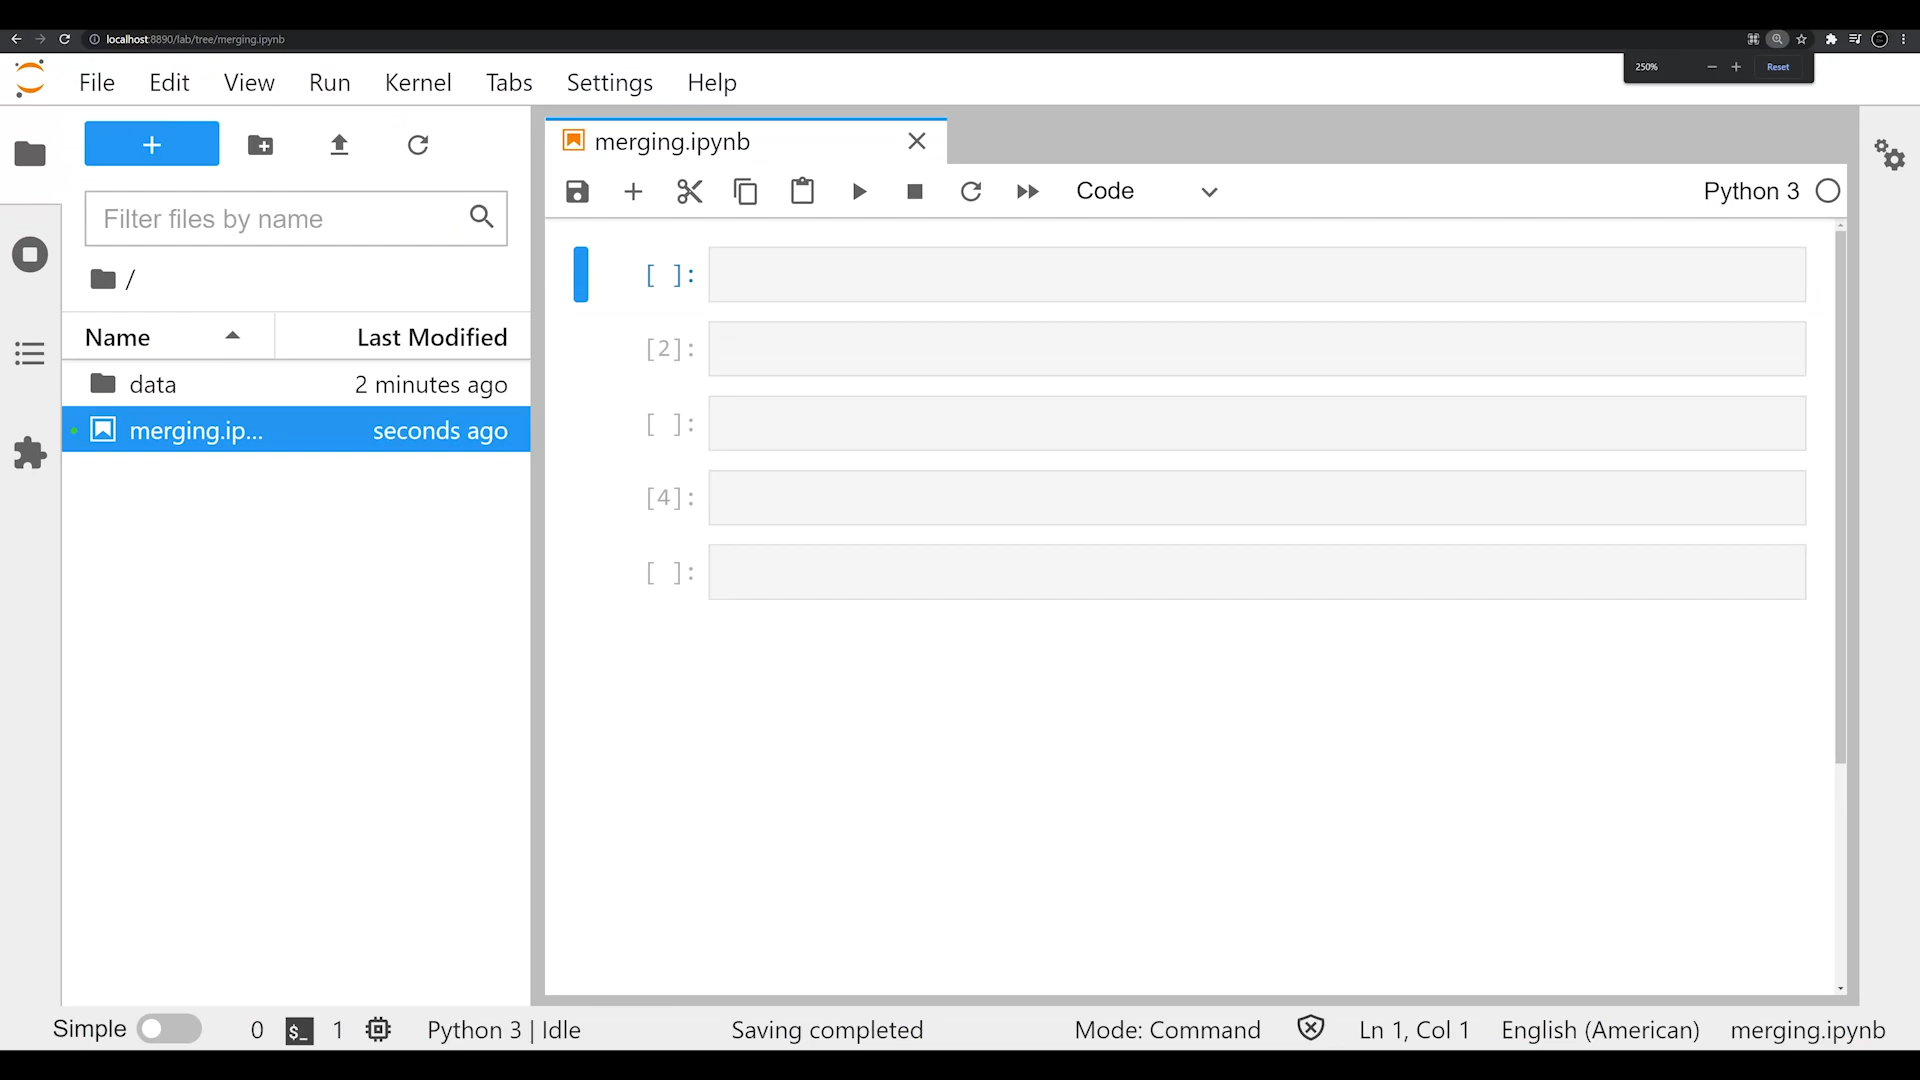 localhost:8890/lab/tree/merging.ipynb
250%
Reset
File Edit View Run Kernel Tabs Settings Help
merging.ipynb
Filter files by name
Code
Python 3
/
Name Last Modified
data 2 minutes ago
merging.ip... seconds ago
[ ]:
[2]:
[ ]:
[4]:
[ ]:
Simple 0 $_ 1 Python 3 | Idle Saving completed Mode: Command Ln 1, Col 1 English (American) merging.ipynb